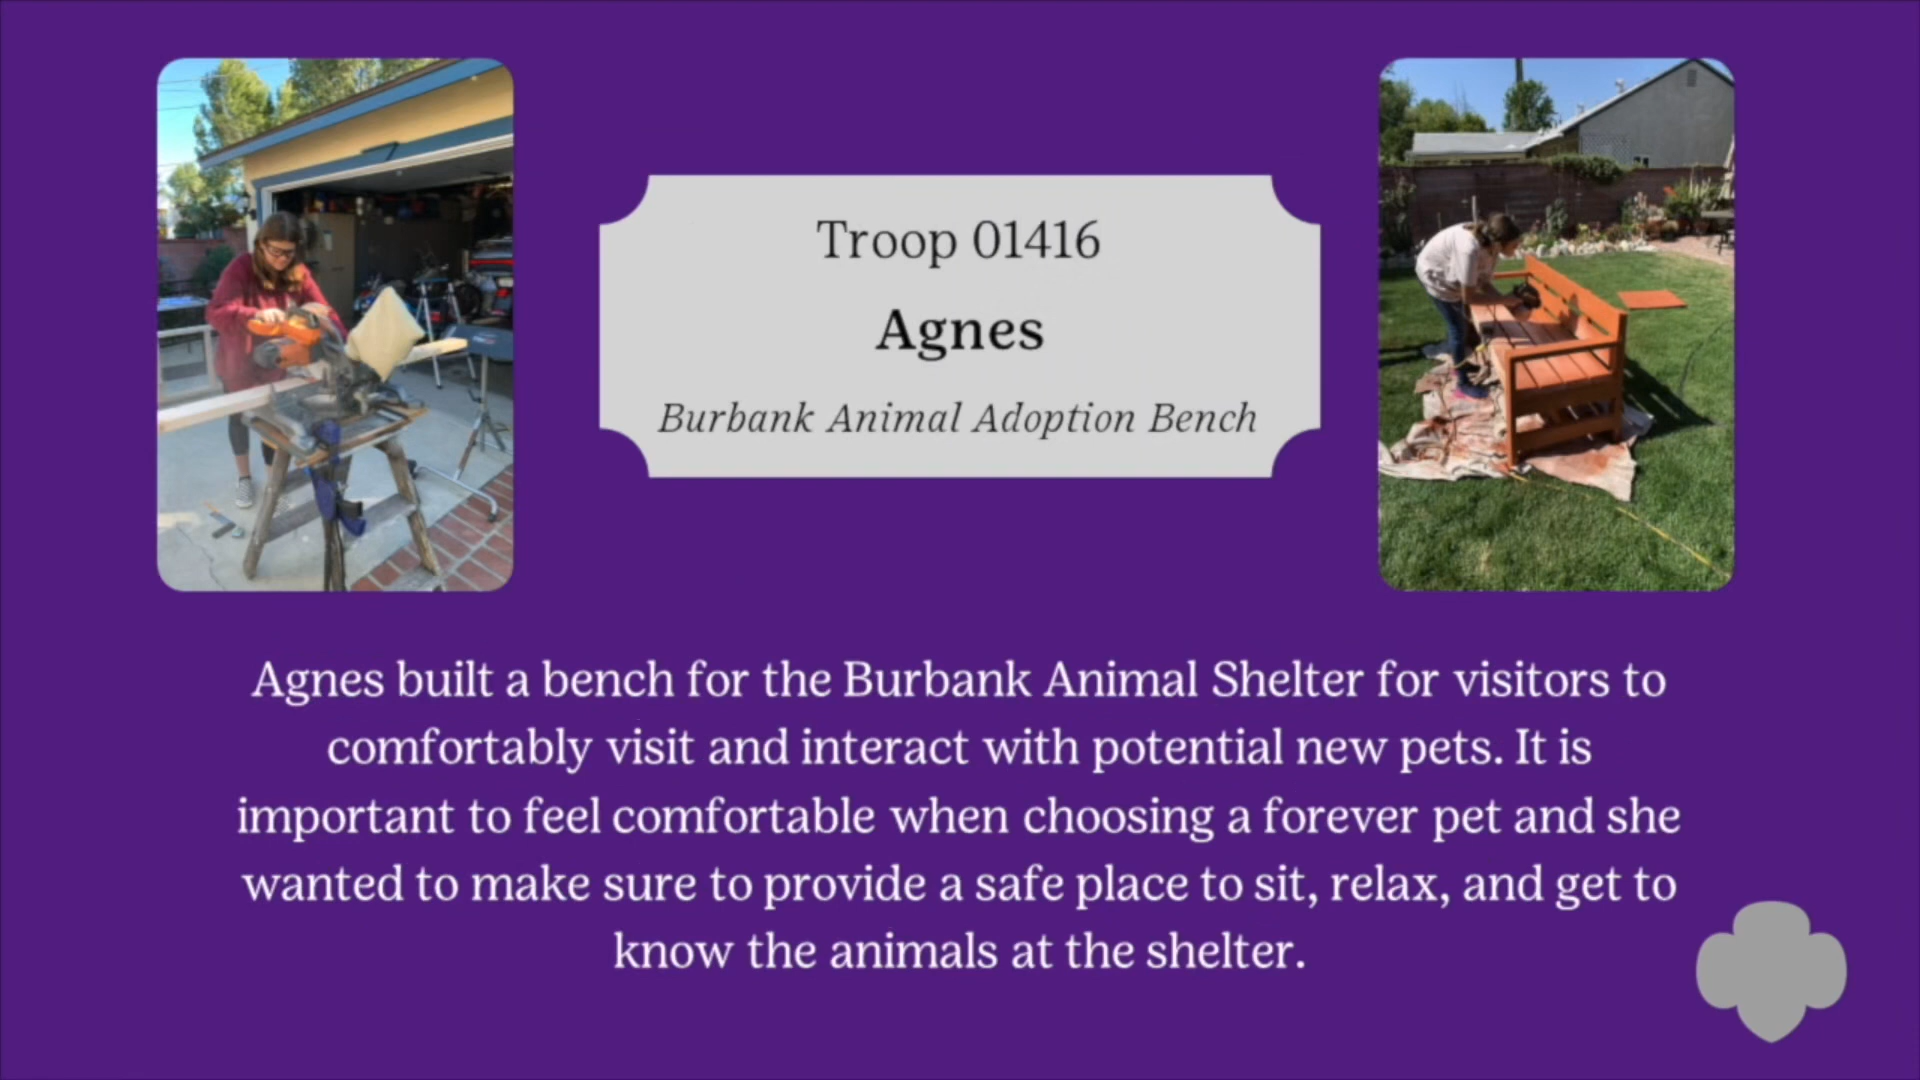 Troop 01416
Agnes
Burbank Animal Adoption Bench
Agnes built a bench for the Burbank Animal Shelter for visitors to
comfortably visit and interact with potential new pets. It is
important to feel comfortable when choosing a forever pet and she
wanted to make sure to provide a safe place to sit, relax, and get to
know the animals at the shelter.